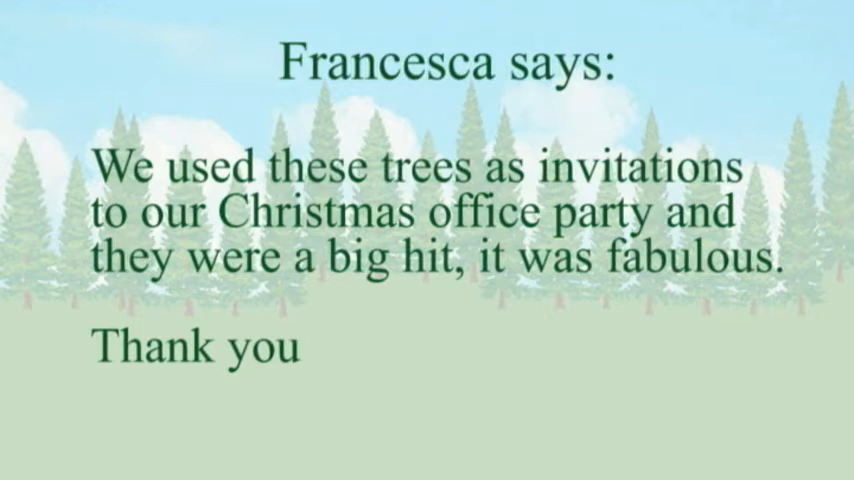 Francesca says:
We used these trees as invitations
to our Christmas office party and
they were a big hit, it was fabulous.
Thank you